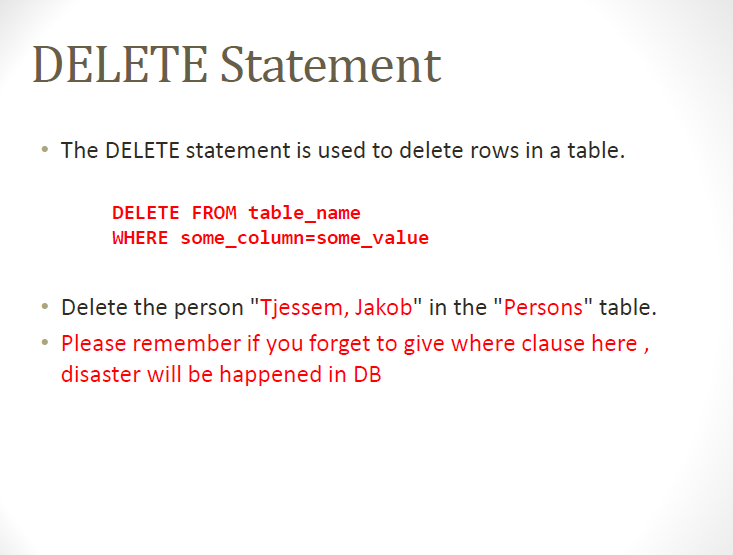 DELETE Statement
• The DELETE statement is used to delete rows in a table.
DELETE FROM table_name
WHERE some_column=some_value
• Delete the person "Tjessem, Jakob" in the "Persons" table.
• Please remember if you forget to give where clause here ,
disaster will be happened in DB